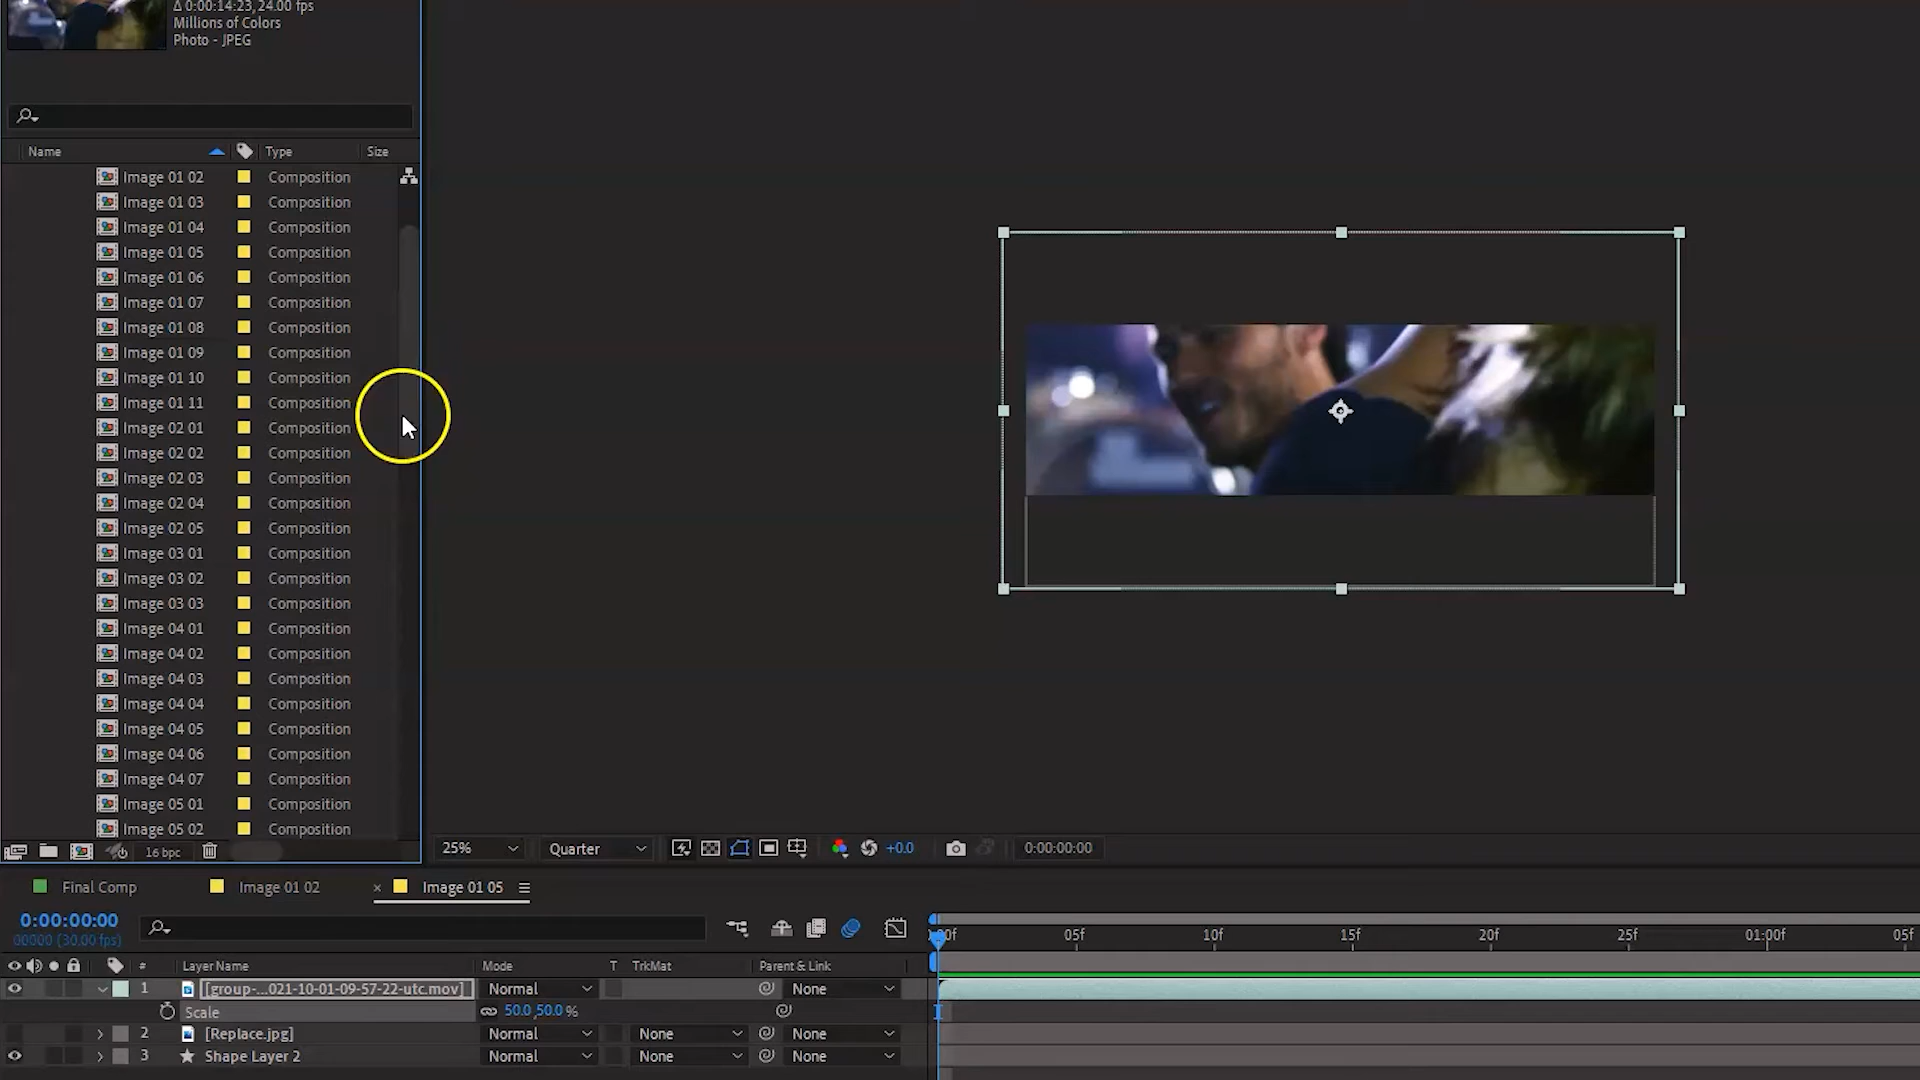 Δ 0:00:14:23, 24.00 fps
Millions of Colors
Photo - JPEG
Name Type Size
Image 01 02 Composition
Image 01 03 Composition
Image 01 04 Composition
Image 01 05 Composition
Image 01 06 Composition
Image 01 07 Composition
Image 01 08 Composition
Image 01 09 Composition
Image 01 10 Composition
Image 01 11 Composition
Image 02 01 Composition
Image 02 02 Composition
Image 02 03 Composition
Image 02 04 Composition
Image 02 05 Composition
Image 03 01 Composition
Image 03 02 Composition
Image 03 03 Composition
Image 04 01 Composition
Image 04 02 Composition
Image 04 03 Composition
Image 04 04 Composition
Image 04 05 Composition
Image 04 06 Composition
Image 04 07 Composition
Image 05 01 Composition
Image 05 02 Composition
16 bpc
25% Quarter +0.0 0:00:00:00
Final Comp Image 01 02 × Image 01 05
0:00:00:00
00000 (30.00 fps)
00f 05f 10f 15f 20f 25f 01:00f 05f
# Layer Name Mode T TrkMat Parent & Link
1 [group-...021-10-01-09-57-22-utc.mov] Normal None
Scale 50.0,50.0 %
2 [Replace.jpg] Normal None None
3 Shape Layer 2 Normal None None